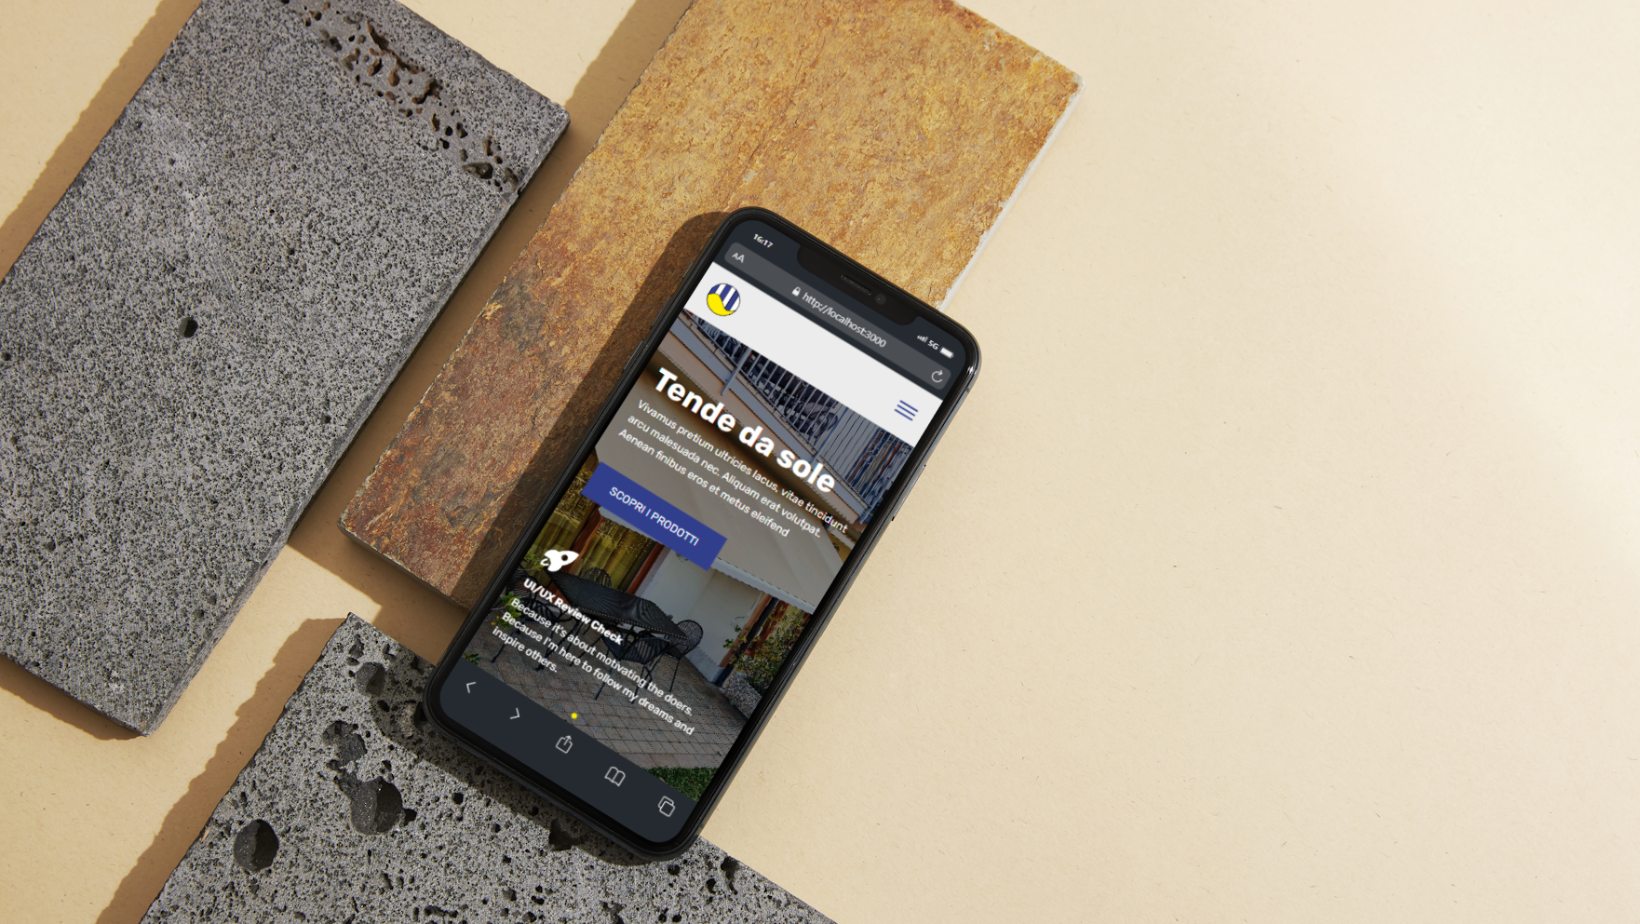 16:17
AA
http://localhost:3000
5G
Tende da sole
Vivamus pretium ultricies lacus, vitae tincidunt
arcu malesuada nec. Aliquam erat volutpat.
Aenean finibus eros et metus eleifend
SCOPRI I PRODOTTI
UI/UX Review Check
Because it's about motivating the doers.
Because I'm here to follow my dreams and
inspire others.